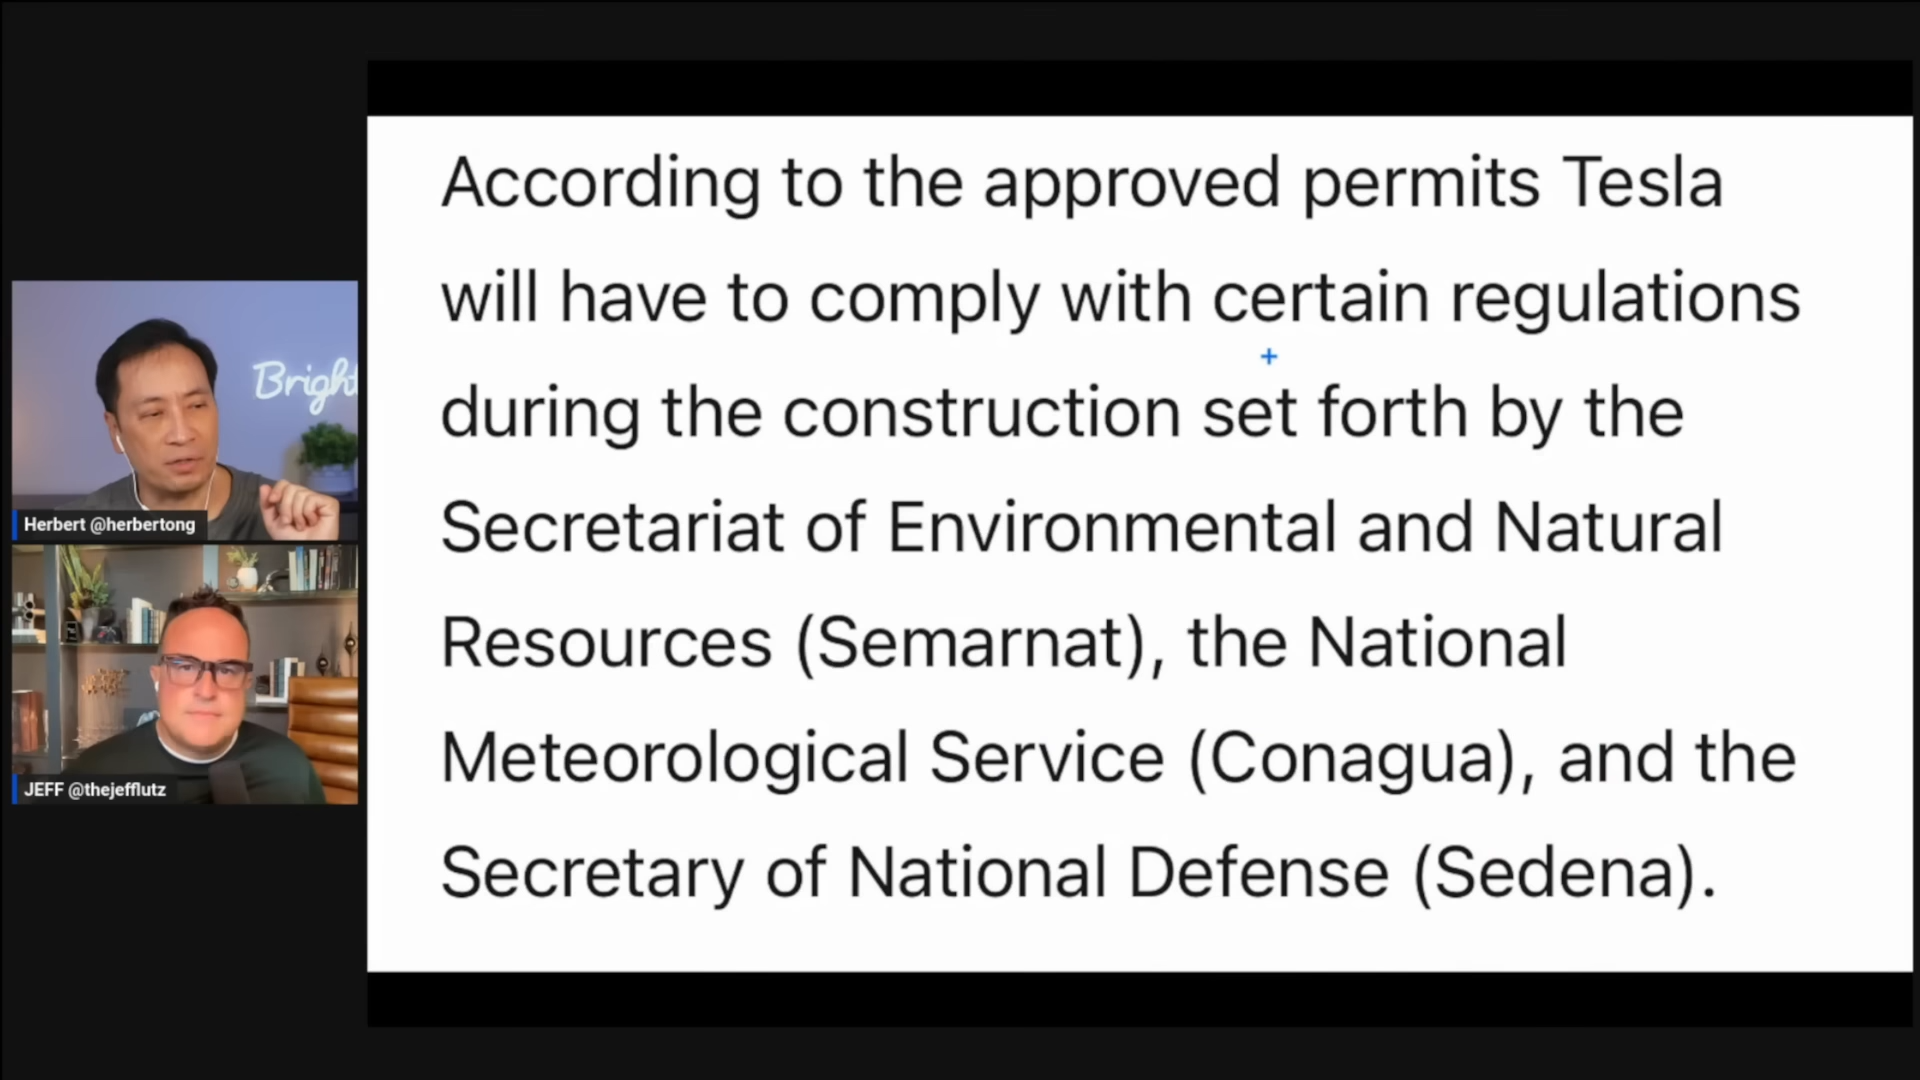 According to the approved permits Tesla
will have to comply with certain regulations
during the construction set forth by the
Secretariat of Environmental and Natural
Resources (Semarnat), the National
Meteorological Service (Conagua), and the
Secretary of National Defense (Sedena).
Bright
Herbert @herbertong
JEFF @thejefflutz